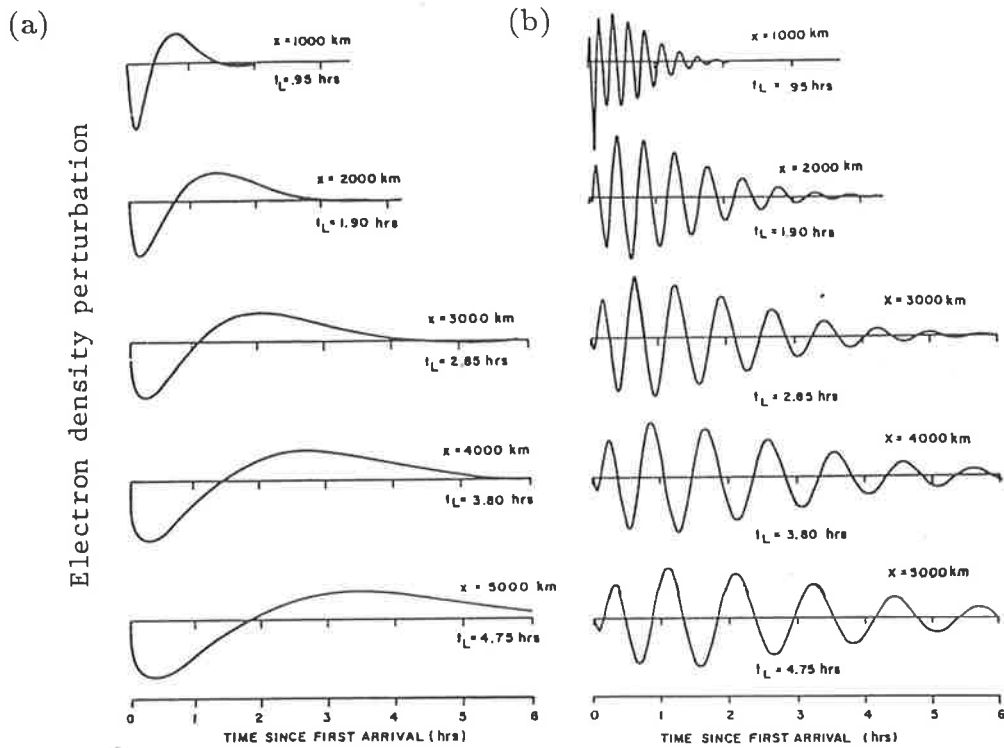 (a)
Electron density perturbation
x = 1000 km
tL = .95 hrs
x = 2000 km
tL = 1.90 hrs
x = 3000 km
tL = 2.85 hrs
x = 4000 km
tL = 3.80 hrs
x = 5000 km
tL = 4.75 hrs
0 1 2 3 4 5 6
TIME SINCE FIRST ARRIVAL (hrs)
(b)
x = 1000 km
tL = .95 hrs
x = 2000 km
tL = 1.90 hrs
X = 3000 km
tL = 2.85 hrs
X = 4000 km
tL = 3.80 hrs
X = 5000 km
tL = 4.75 hrs
0 1 2 3 4 5 6
TIME SINCE FIRST ARRIVAL (hrs)